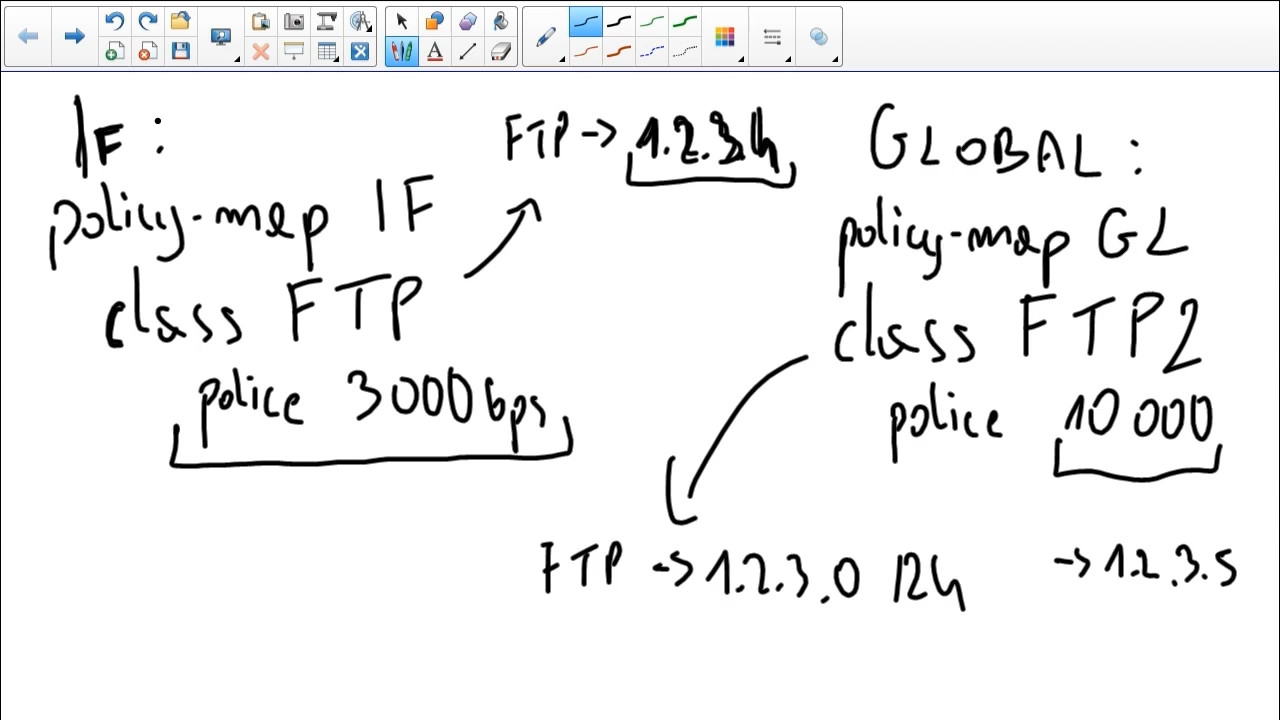 IF :
policy-map IF
class FTP
police 3000 bps
FTP -> 1.2.3.4
GLOBAL :
policy-map GL
class FTP2
police 10 000
FTP -> 1.2.3.0 /24
-> 1.2.3.5